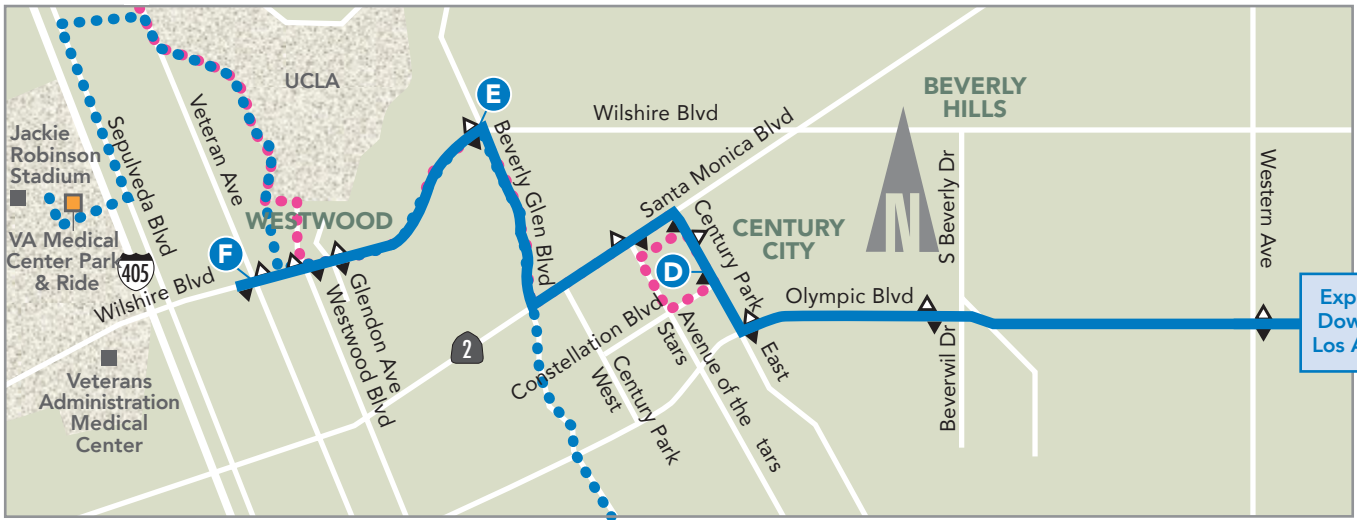 UCLA
E
BEVERLY
HILLS
Wilshire Blvd
Jackie
Robinson
Stadium
Sepulveda Blvd
Veteran Ave
Beverly Glen Blvd
Santa Monica Blvd
N
S Beverly Dr
Western Ave
WESTWOOD
Century Park
East
CENTURY
CITY
VA Medical
Center Park
& Ride
405
F
D
Wilshire Blvd
Glendon Ave
Westwood Blvd
Olympic Blvd
Exp
Dow
Los A
2
Constellation Blvd
Avenue of the
Stars
tars
Century Park
West
Beverwil Dr
Veterans
Administration
Medical
Center